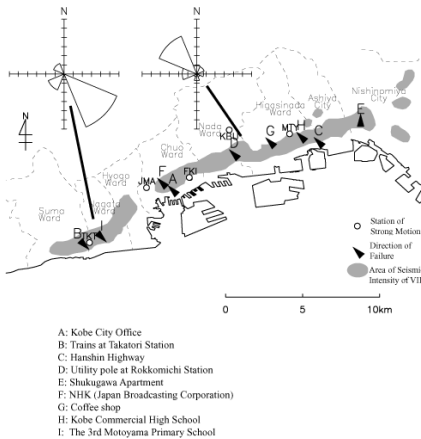 N
N
N
Nishinomiya
City
Ashiya
City
Higasinada
Ward
Nada
Ward
Chuo
Ward
Hyogo
Ward
Nagata
Ward
Suma
Ward
E
H
C
G
KBU
D
F
A
FKI
JMA
B
I
Station of
Strong Motion
Direction of
Failure
Area of Seismic
Intensity of VII
0 5 10km
A: Kobe City Office
B: Trains at Takatori Station
C: Hanshin Highway
D: Utility pole at Rokkomichi Station
E: Shukugawa Apartment
F: NHK (Japan Broadcasting Corporation)
G: Coffee shop
H: Kobe Commercial High School
I: The 3rd Motoyama Primary School